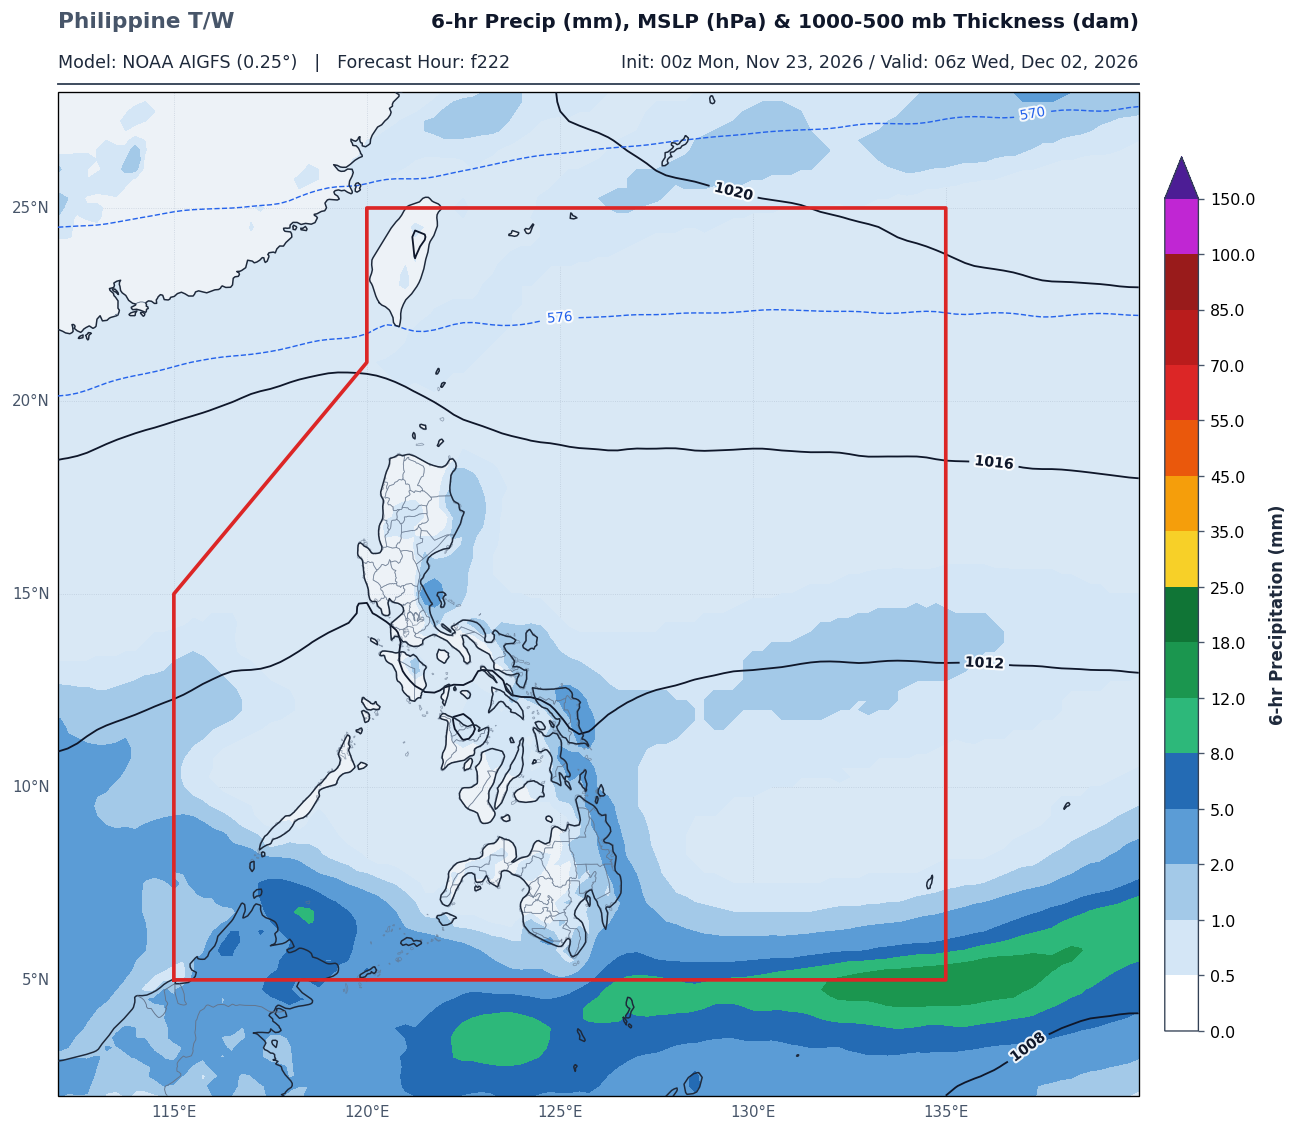 Philippine T/W
6-hr Precip (mm), MSLP (hPa) & 1000-500 mb Thickness (dam)
Model: NOAA AIGFS (0.25°) | Forecast Hour: f222
Init: 00z Mon, Nov 23, 2026 / Valid: 06z Wed, Dec 02, 2026
570
1020
576
1016
1012
1008
25°N
20°N
15°N
10°N
5°N
115°E
120°E
125°E
130°E
135°E
150.0
100.0
85.0
70.0
55.0
45.0
35.0
25.0
18.0
12.0
8.0
5.0
2.0
1.0
0.5
0.0
6-hr Precipitation (mm)